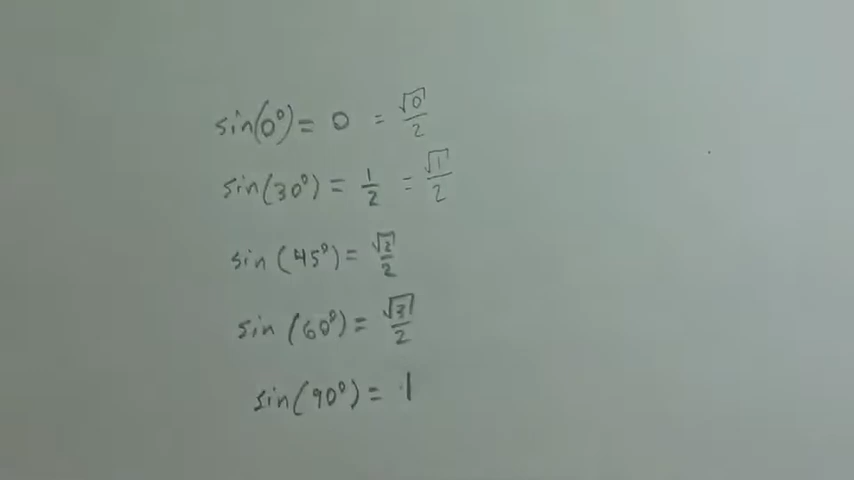 sin(0°) = 0 = √0/2
sin(30°) = 1/2 = √1/2
sin(45°) = √2/2
sin(60°) = √3/2
sin(90°) = 1